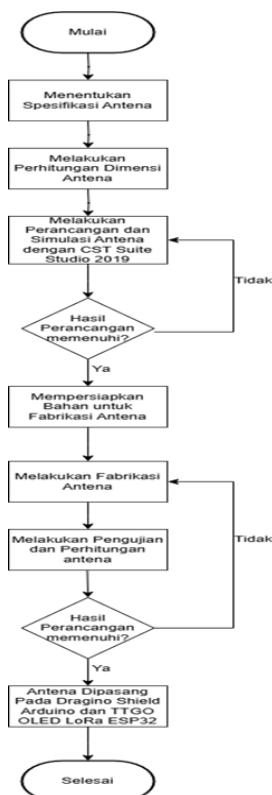 Mulai
Menentukan
Spesifikasi Antena
Melakukan
Perhitungan Dimensi
Antena
Melakukan
Perancangan dan
Simulasi Antena
dengan CST Suite
Studio 2019
Tidak
Hasil
Perancangan
memenuhi?
Ya
Mempersiapkan
Bahan untuk
Fabrikasi Antena
Melakukan Fabrikasi
Antena
Melakukan Pengujian
dan Perhitungan
antena
Tidak
Hasil
Perancangan
memenuhi?
Ya
Antena Dipasang
Pada Dragino Shield
Arduino dan TTGO
OLED LoRa ESP32
Selesai